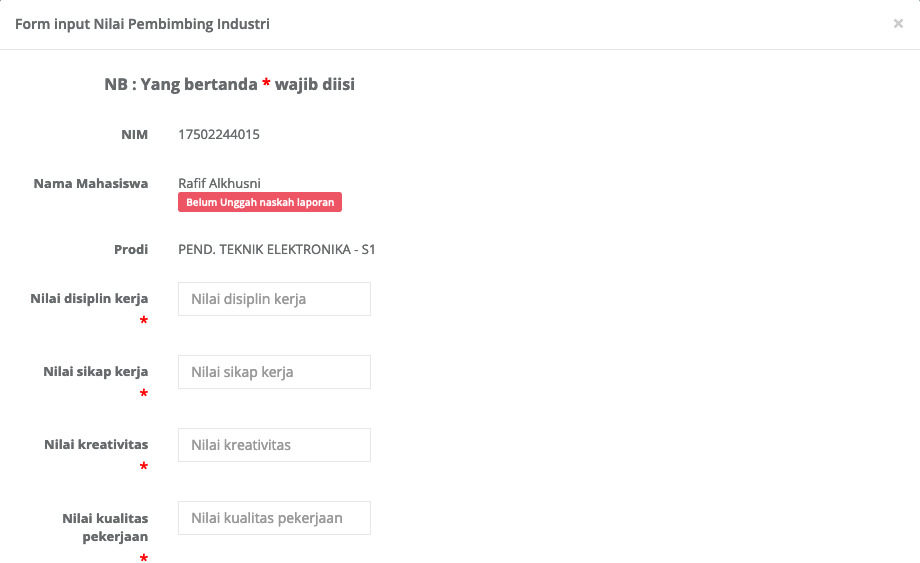 Form input Nilai Pembimbing Industri ×
NB : Yang bertanda * wajib diisi
NIM 17502244015
Nama Mahasiswa Rafif Alkhusni
Belum Unggah naskah laporan
Prodi PEND. TEKNIK ELEKTRONIKA - S1
Nilai disiplin kerja Nilai disiplin kerja
*
Nilai sikap kerja Nilai sikap kerja
*
Nilai kreativitas Nilai kreativitas
*
Nilai kualitas Nilai kualitas pekerjaan
pekerjaan
*